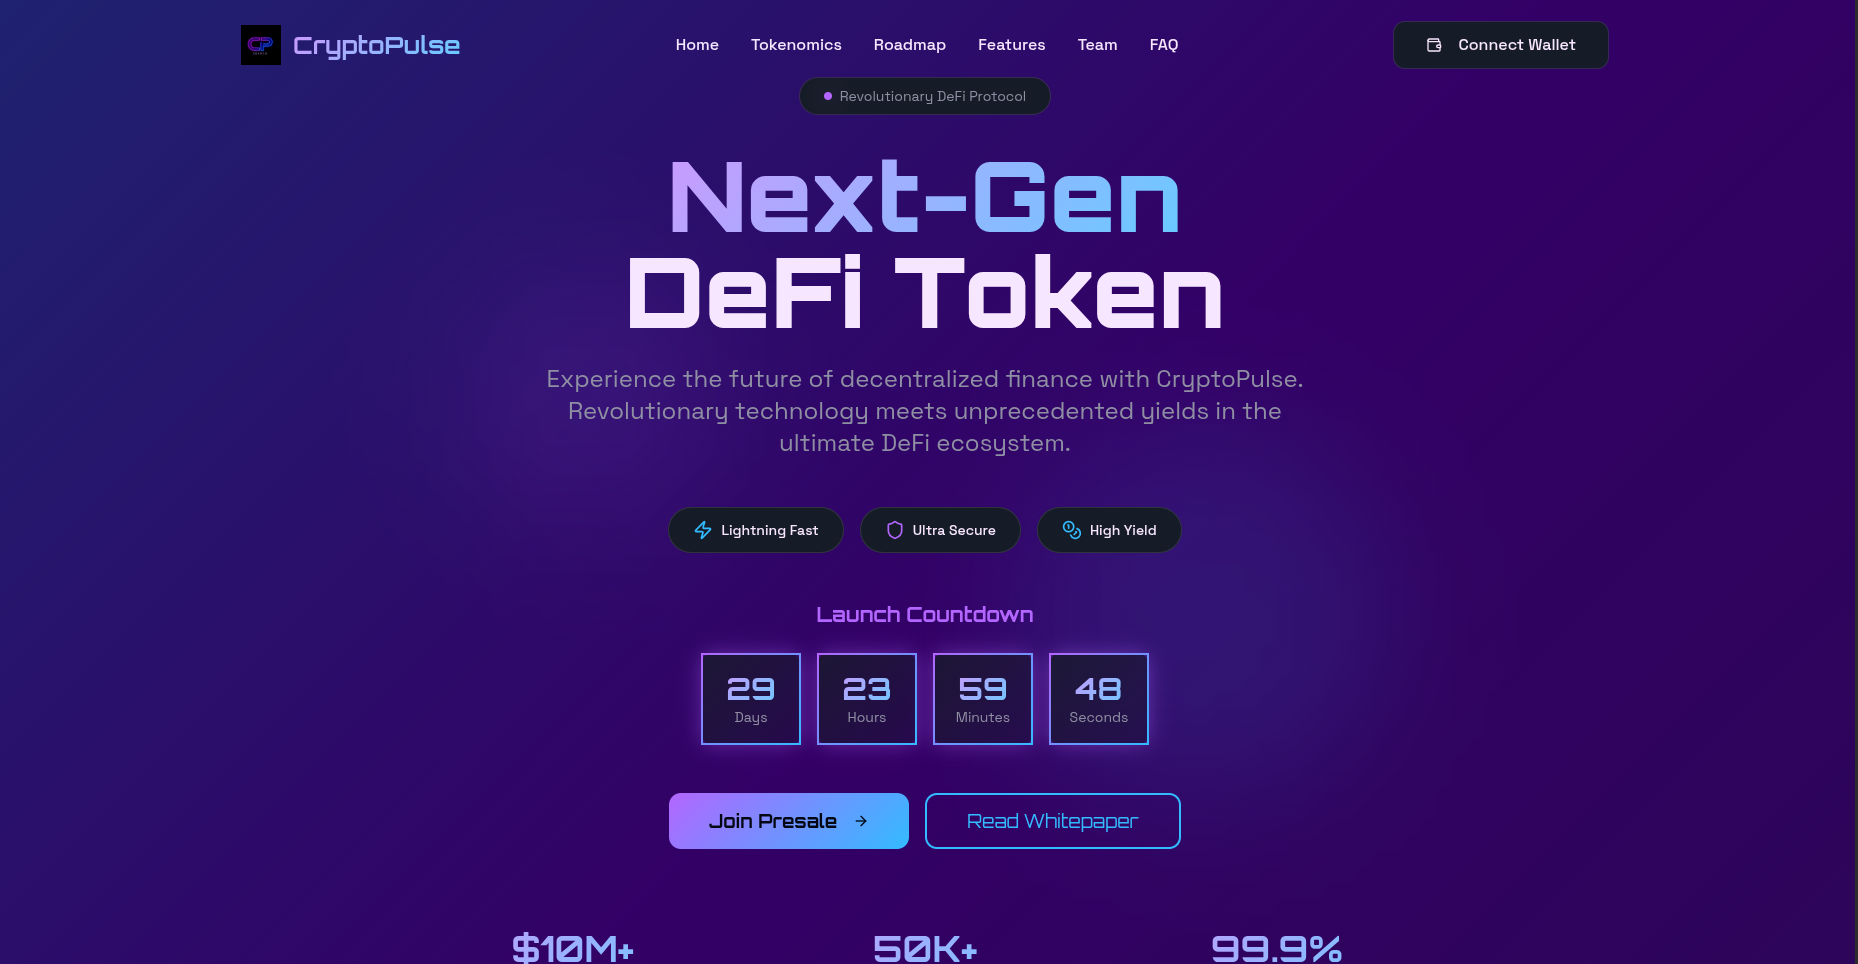 CryptoPulse
Home
Tokenomics
Roadmap
Features
Team
FAQ
Connect Wallet
Revolutionary DeFi Protocol
Next-Gen
DeFi Token
Experience the future of decentralized finance with CryptoPulse.
Revolutionary technology meets unprecedented yields in the
ultimate DeFi ecosystem.
Lightning Fast
Ultra Secure
High Yield
Launch Countdown
29
Days
23
Hours
59
Minutes
48
Seconds
Join Presale
Read Whitepaper
$10M+
50K+
99.9%